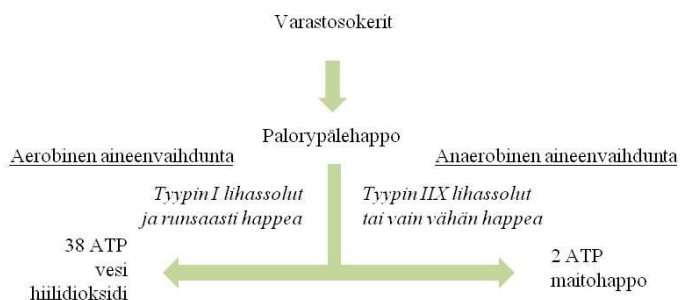 Varastosokerit
Palorypälehappo
Aerobinen aineenvaihdunta
Anaerobinen aineenvaihdunta
Tyypin I lihassolut
ja runsaasti happea
Tyypin IIX lihassolut
tai vain vähän happea
38 ATP
vesi
hiilidioksidi
2 ATP
maitohappo